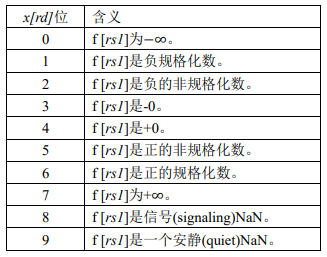 x[rd]位 含义
0 f [rs1]为−∞。
1 f [rs1]是负规格化数。
2 f [rs1]是负的非规格化数。
3 f [rs1]是-0。
4 f [rs1]是+0。
5 f [rs1]是正的非规格化数。
6 f [rs1]是正的规格化数。
7 f [rs1]为+∞。
8 f [rs1]是信号(signaling)NaN。
9 f [rs1]是一个安静(quiet)NaN。